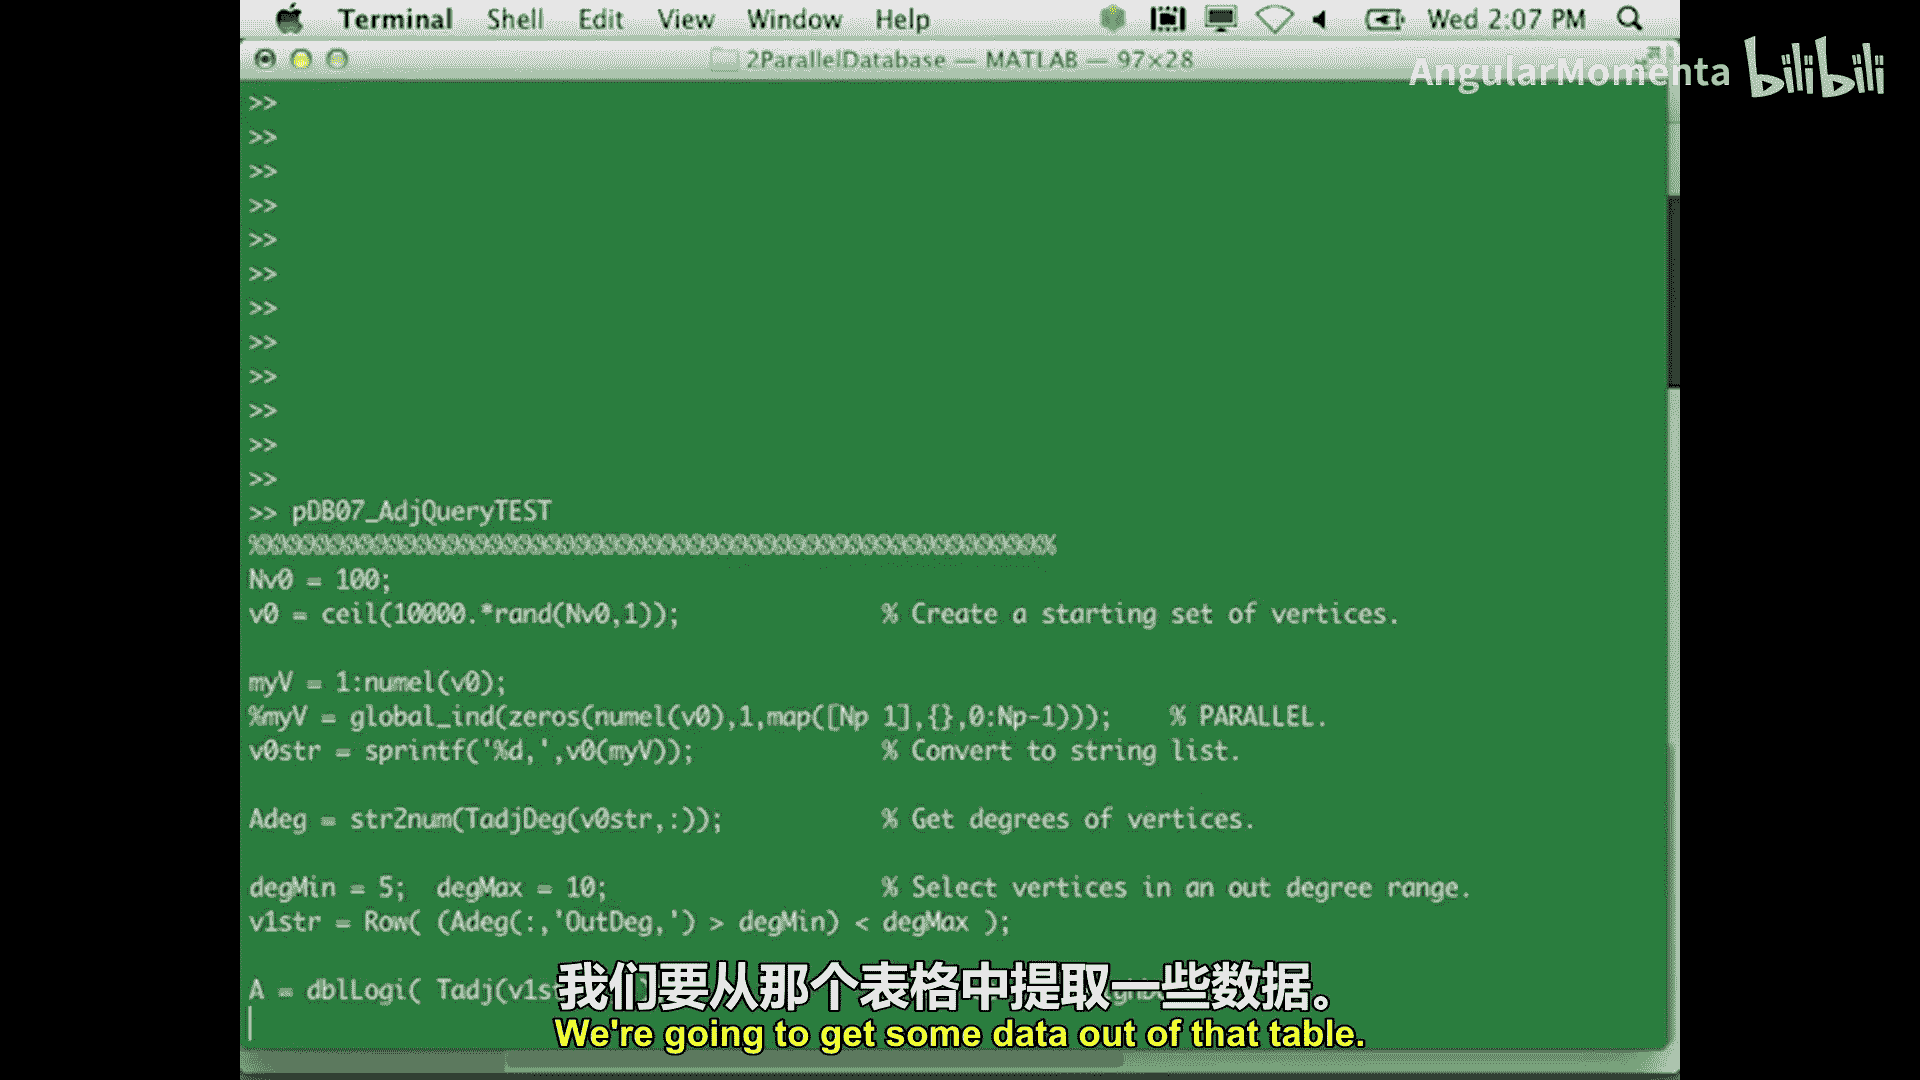 Terminal Shell Edit View Window Help Wed 2:07 PM
2ParallelDatabase — MATLAB — 97×28
AngularMomenta bilibili
>>
>>
>>
>>
>>
>>
>>
>>
>>
>>
>>
>>
>> pDB07_AdjQueryTEST
%%%%%%%%%%%%%%%%%%%%%%%%%%%%%%%%%%%%%%%%%%%%%%%%%%%%%%%%
Nv0 = 100;
v0 = ceil(10000.*rand(Nv0,1)); % Create a starting set of vertices.
myV = 1:numel(v0);
%myV = global_ind(zeros(numel(v0),1,map([Np 1],{},0:Np-1))); % PARALLEL.
v0str = sprintf('%d,',v0(myV)); % Convert to string list.
Adeg = str2num(TadjDeg(v0str,:)); % Get degrees of vertices.
degMin = 5; degMax = 10; % Select vertices in an out degree range.
v1str = Row( (Adeg(:,'OutDeg,') > degMin) < degMax );
A = dblLogi( Tadj(v1st
我们要从那个表格中提取一些数据。
We're going to get some data out of that table.